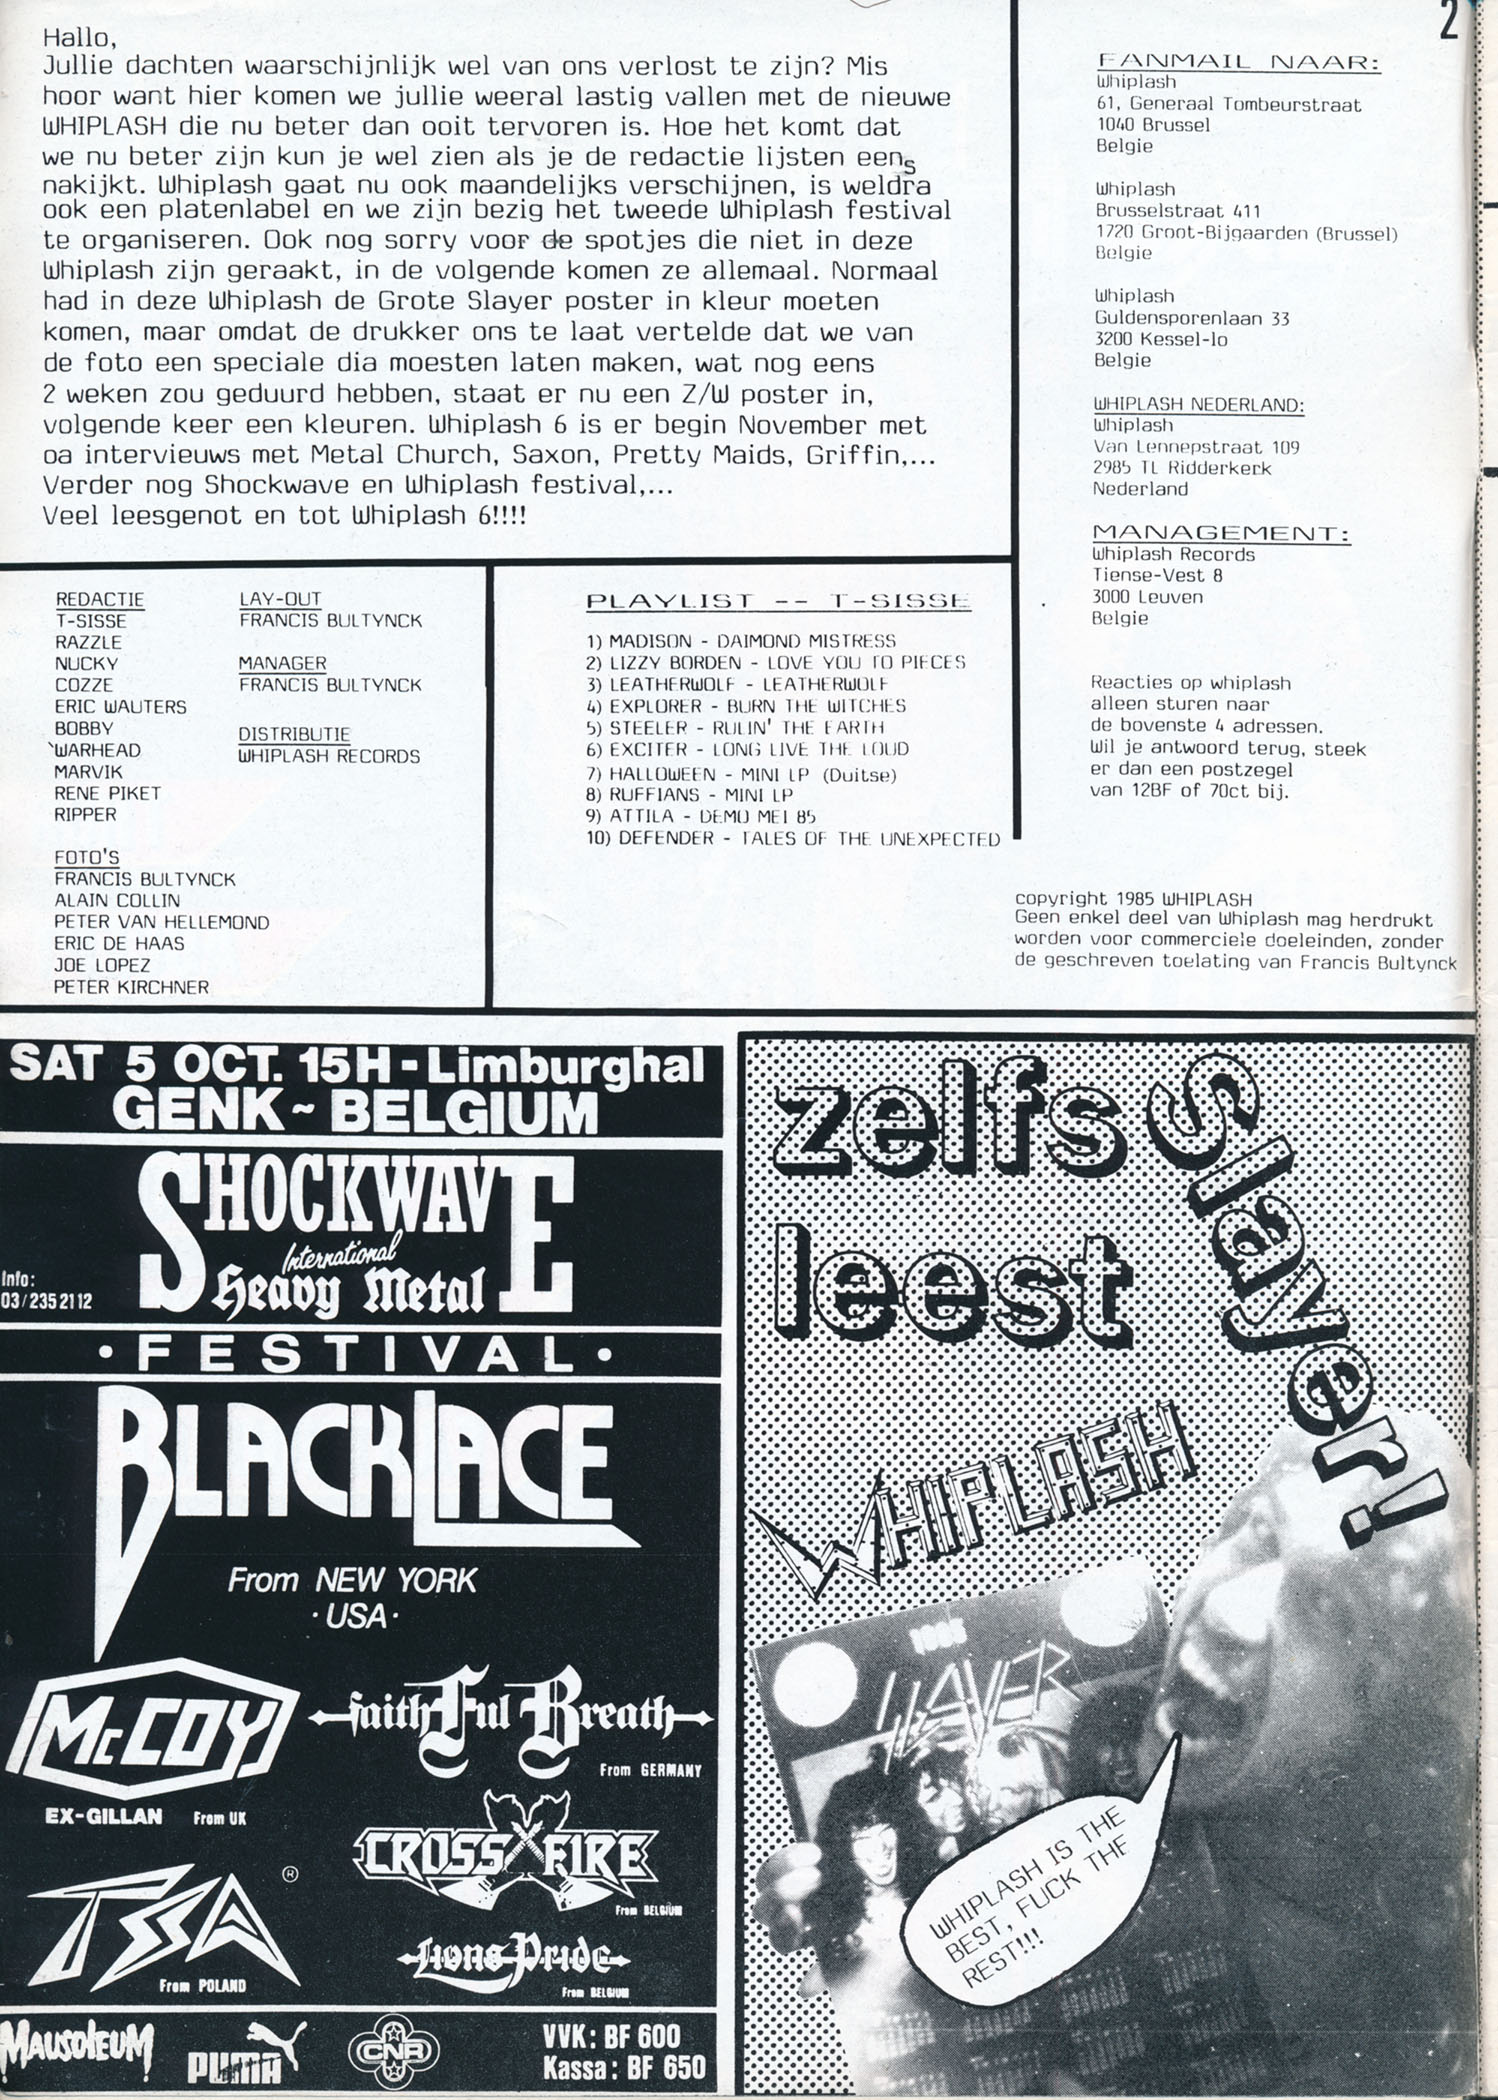 2
Hallo,
Jullie dachten waarschijnlijk wel van ons verlost te zijn? Mis
hoor want hier komen we jullie weeral lastig vallen met de nieuwe
WHIPLASH die nu beter dan ooit tervoren is. Hoe het komt dat
we nu beter zijn kun je wel zien als je de redactie lijsten eens
nakijkt. Whiplash gaat nu ook maandelijks verschijnen, is weldra
ook een platenlabel en we zijn bezig het tweede Whiplash festival
te organiseren. Ook nog sorry voor de spotjes die niet in deze
Whiplash zijn geraakt, in de volgende komen ze allemaal. Normaal
had in deze Whiplash de Grote Slayer poster in kleur moeten
komen, maar omdat de drukker ons te laat vertelde dat we van
de foto een speciale dia moesten laten maken, wat nog eens
2 weken zou geduurd hebben, staat er nu een Z/W poster in,
volgende keer een kleuren. Whiplash 6 is er begin November met
oa intervieuws met Metal Church, Saxon, Pretty Maids, Griffin,...
Verder nog Shockwave en Whiplash festival,...
Veel leesgenot en tot Whiplash 6!!!!
FANMAIL NAAR:
Whiplash
61, Generaal Tombeurstraat
1040 Brussel
Belgie
Whiplash
Brusselstraat 411
1720 Groot-Bijgaarden (Brussel)
Belgie
Whiplash
Guldensporenlaan 33
3200 Kessel-lo
Belgie
WHIPLASH NEDERLAND:
Whiplash
Van Lennepstraat 109
2985 TL Ridderkerk
Nederland
MANAGEMENT:
Whiplash Records
Tiense-Vest 8
3000 Leuven
Belgie
Reacties op whiplash
alleen sturen naar
de bovenste 4 adressen.
Wil je antwoord terug, steek
er dan een postzegel
van 12BF of 70ct bij.
REDACTIE
T-SISSE
RAZZLE
NUCKY
COZZE
ERIC WAUTERS
BOBBY
WARHEAD
MARVIK
RENE PIKET
RIPPER
FOTO'S
FRANCIS BULTYNCK
ALAIN COLLIN
PETER VAN HELLEMOND
ERIC DE HAAS
JOE LOPEZ
PETER KIRCHNER
LAY-OUT
FRANCIS BULTYNCK
MANAGER
FRANCIS BULTYNCK
DISTRIBUTIE
WHIPLASH RECORDS
PLAYLIST -- T-SISSE
1) MADISON - DAIMOND MISTRESS
2) LIZZY BORDEN - LOVE YOU TO PIECES
3) LEATHERWOLF - LEATHERWOLF
4) EXPLORER - BURN THE WITCHES
5) STEELER - RULIN' THE EARTH
6) EXCITER - LONG LIVE THE LOUD
7) HALLOWEEN - MINI LP (Duitse)
8) RUFFIANS - MINI LP
9) ATTILA - DEMO MEI 85
10) DEFENDER - TALES OF THE UNEXPECTED
copyright 1985 WHIPLASH
Geen enkel deel van Whiplash mag herdrukt
worden voor commerciele doeleinden, zonder
de geschreven toelating van Francis Bultynck
SAT 5 OCT. 15H - Limburghal
GENK ~ BELGIUM
SHOCKWAVE
International
Heavy Metal
Info:
03/235 21 12
· FESTIVAL ·
BLACKLACE
From NEW YORK
· USA ·
McCOY
EX-GILLAN From UK
Faithful Breath
From GERMANY
CROSSFIRE
From BELGIUM
TSA ®
From POLAND
Lions Pride
From BELGIUM
MAUSOLEUM
PUMA
CNR
VVK: BF 600
Kassa: BF 650
zelfs
Slayer!
leest
WHIPLASH
SLAYER
WHIPLASH IS THE
BEST, FUCK THE
REST!!!